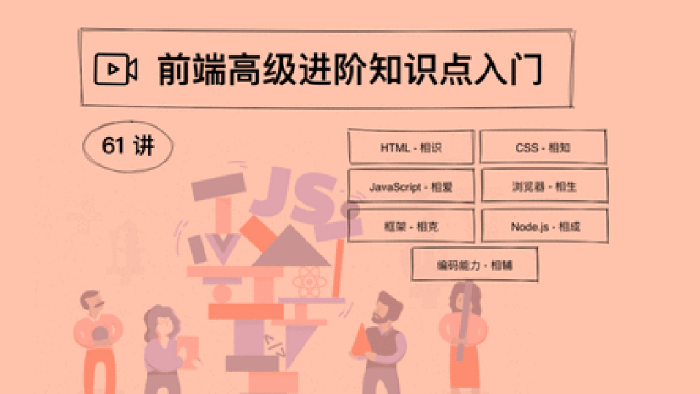 前端高级进阶知识点入门
61 讲
HTML - 相识
CSS - 相知
JavaScript - 相爱
浏览器 - 相生
框架 - 相克
Node.js - 相成
编码能力 - 相辅
JS
</>